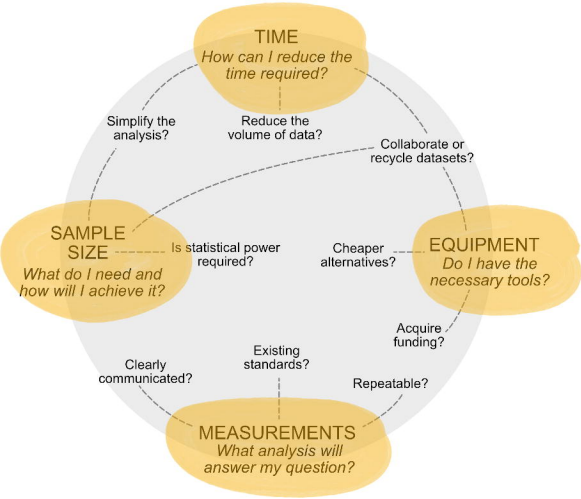 TIME
How can I reduce the
time required?
Simplify the
analysis?
Reduce the
volume of data?
Collaborate or
recycle datasets?
SAMPLE
SIZE
What do I need and
how will I achieve it?
Is statistical power
required?
Cheaper
alternatives?
EQUIPMENT
Do I have the
necessary tools?
Acquire
funding?
Clearly
communicated?
Existing
standards?
Repeatable?
MEASUREMENTS
What analysis will
answer my question?